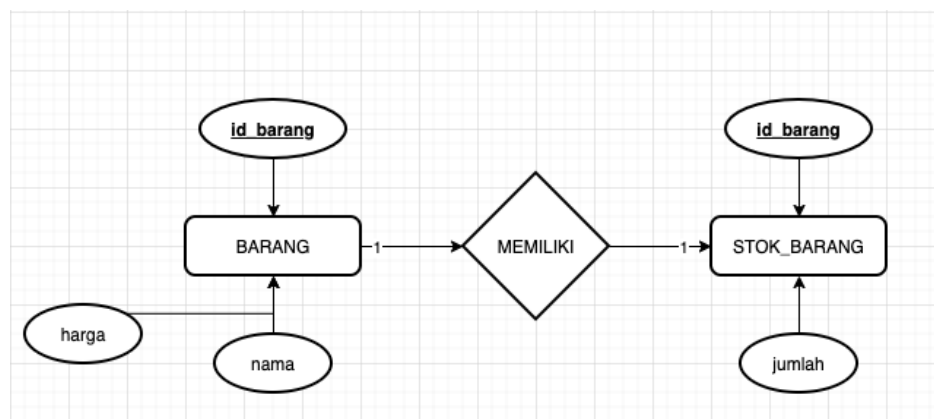 id_barang
id_barang
BARANG
1
MEMILIKI
1
STOK_BARANG
harga
nama
jumlah